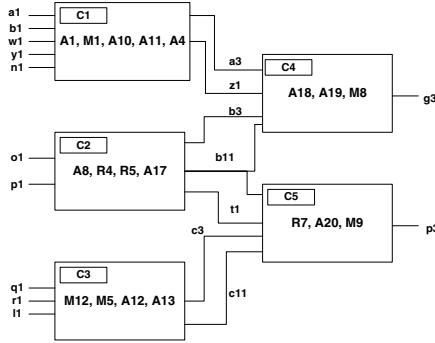 a1
b1
w1
y1
n1
C1
A1, M1, A10, A11, A4
a3
z1
C4
A18, A19, M8
g3
b3
b11
o1
p1
C2
A8, R4, R5, A17
t1
c3
C5
R7, A20, M9
p3
q1
r1
l1
C3
M12, M5, A12, A13
c11